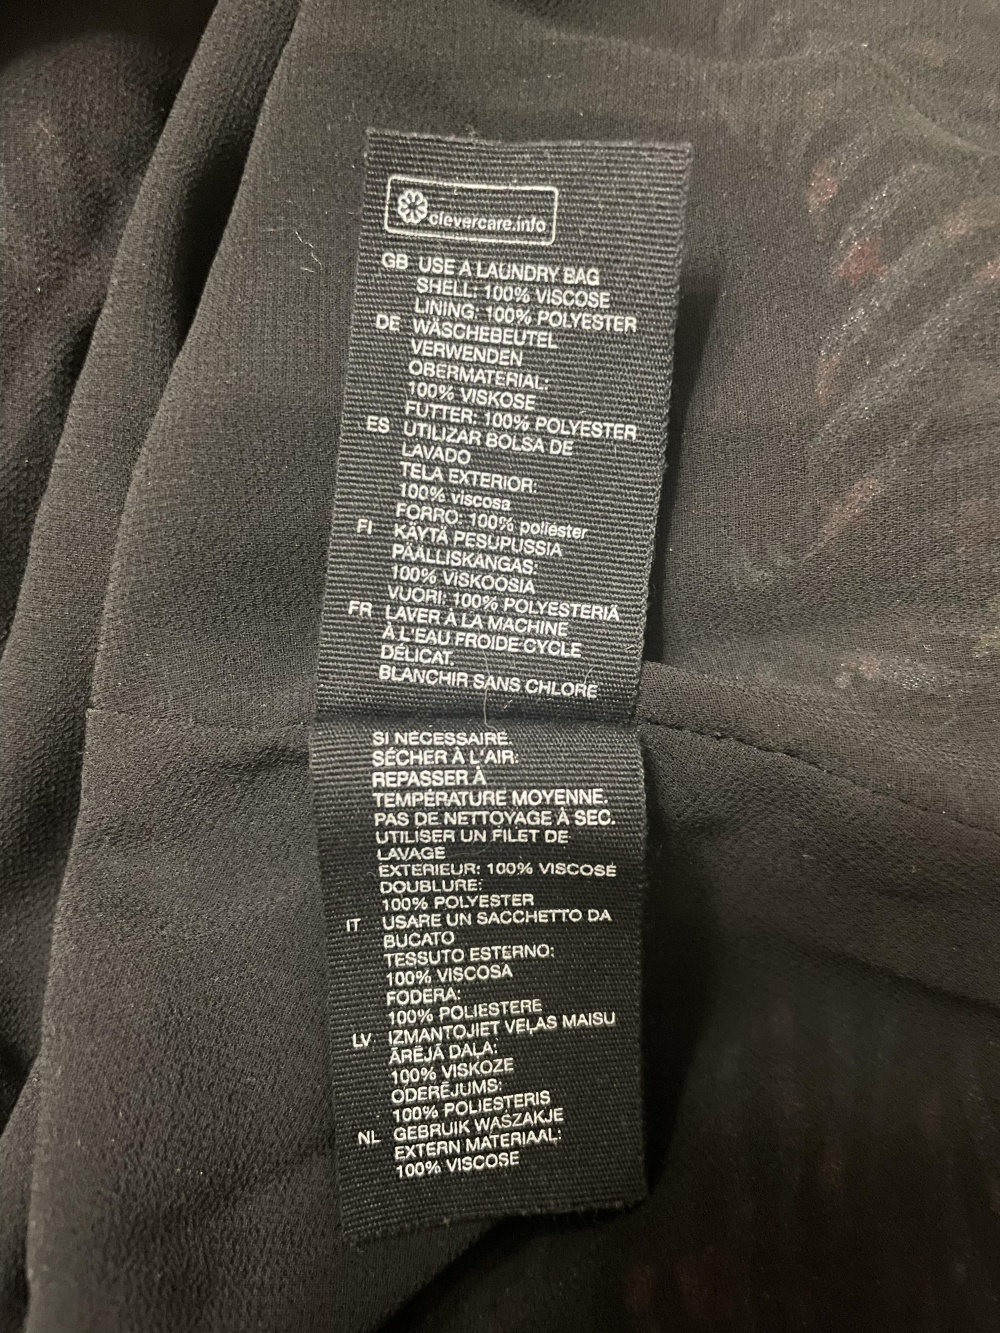 clevercare.info
GB USE A LAUNDRY BAG
SHELL: 100% VISCOSE
LINING: 100% POLYESTER
DE WÄSCHEBEUTEL
VERWENDEN
OBERMATERIAL:
100% VISKOSE
FUTTER: 100% POLYESTER
ES UTILIZAR BOLSA DE
LAVADO
TELA EXTERIOR:
100% viscosa
FORRO: 100% poliéster
FI KÄYTÄ PESUPUSSIA
PÄÄLLISKANGAS:
100% VISKOOSIA
VUORI: 100% POLYESTERIÄ
FR LAVER À LA MACHINE
À L'EAU FROIDE CYCLE
DÉLICAT.
BLANCHIR SANS CHLORE
SI NÉCESSAIRE.
SÉCHER À L'AIR:
REPASSER À
TEMPÉRATURE MOYENNE.
PAS DE NETTOYAGE À SEC.
UTILISER UN FILET DE
LAVAGE
EXTERIEUR: 100% VISCOSE
DOUBLURE:
100% POLYESTER
IT USARE UN SACCHETTO DA
BUCATO
TESSUTO ESTERNO:
100% VISCOSA
FODERA:
100% POLIESTERE
LV IZMANTOJIET VEĻAS MAISU
ĀRĒJĀ DAĻA:
100% VISKOZE
ODERĒJUMS:
100% POLIESTERIS
NL GEBRUIK WASZAKJE
EXTERN MATERIAAL:
100% VISCOSE